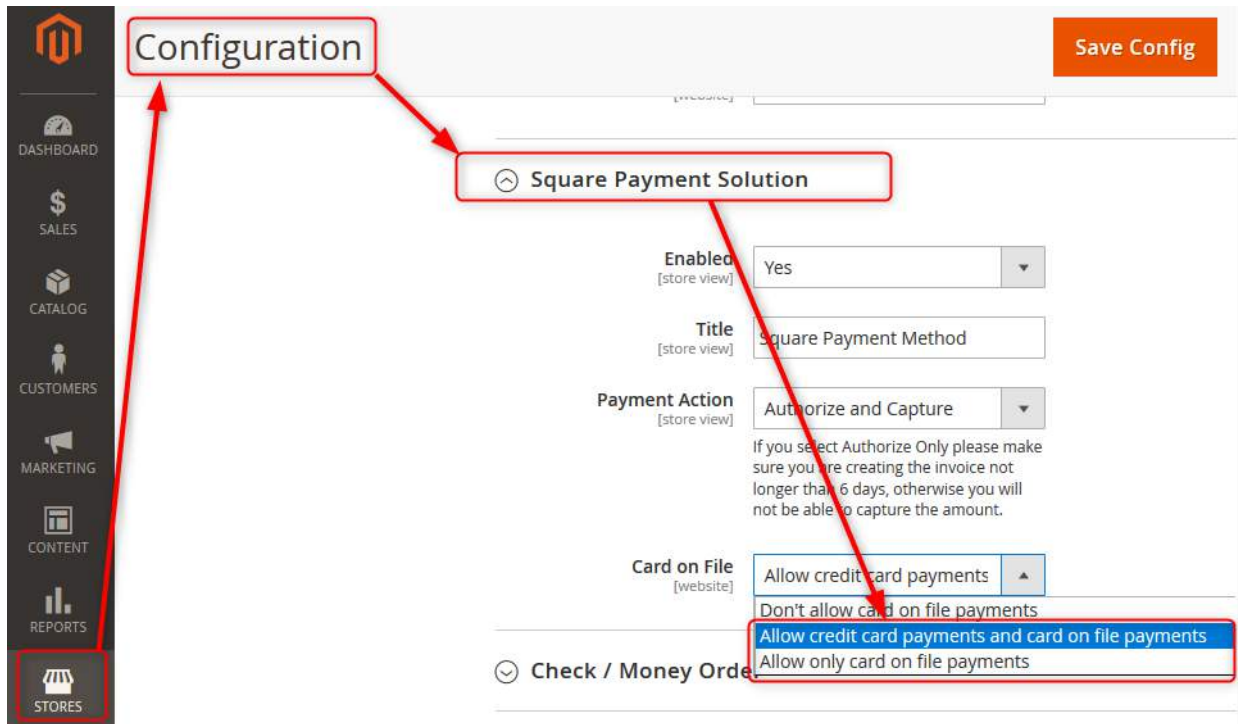 Configuration
Save Config
DASHBOARD
SALES
CATALOG
CUSTOMERS
MARKETING
CONTENT
REPORTS
STORES
[website]
Square Payment Solution
Enabled
[store view]
Yes
Title
[store view]
Square Payment Method
Payment Action
[store view]
Authorize and Capture
If you select Authorize Only please make
sure you are creating the invoice not
longer than 6 days, otherwise you will
not be able to capture the amount.
Card on File
[website]
Allow credit card payments
Don't allow card on file payments
Allow credit card payments and card on file payments
Allow only card on file payments
Check / Money Order